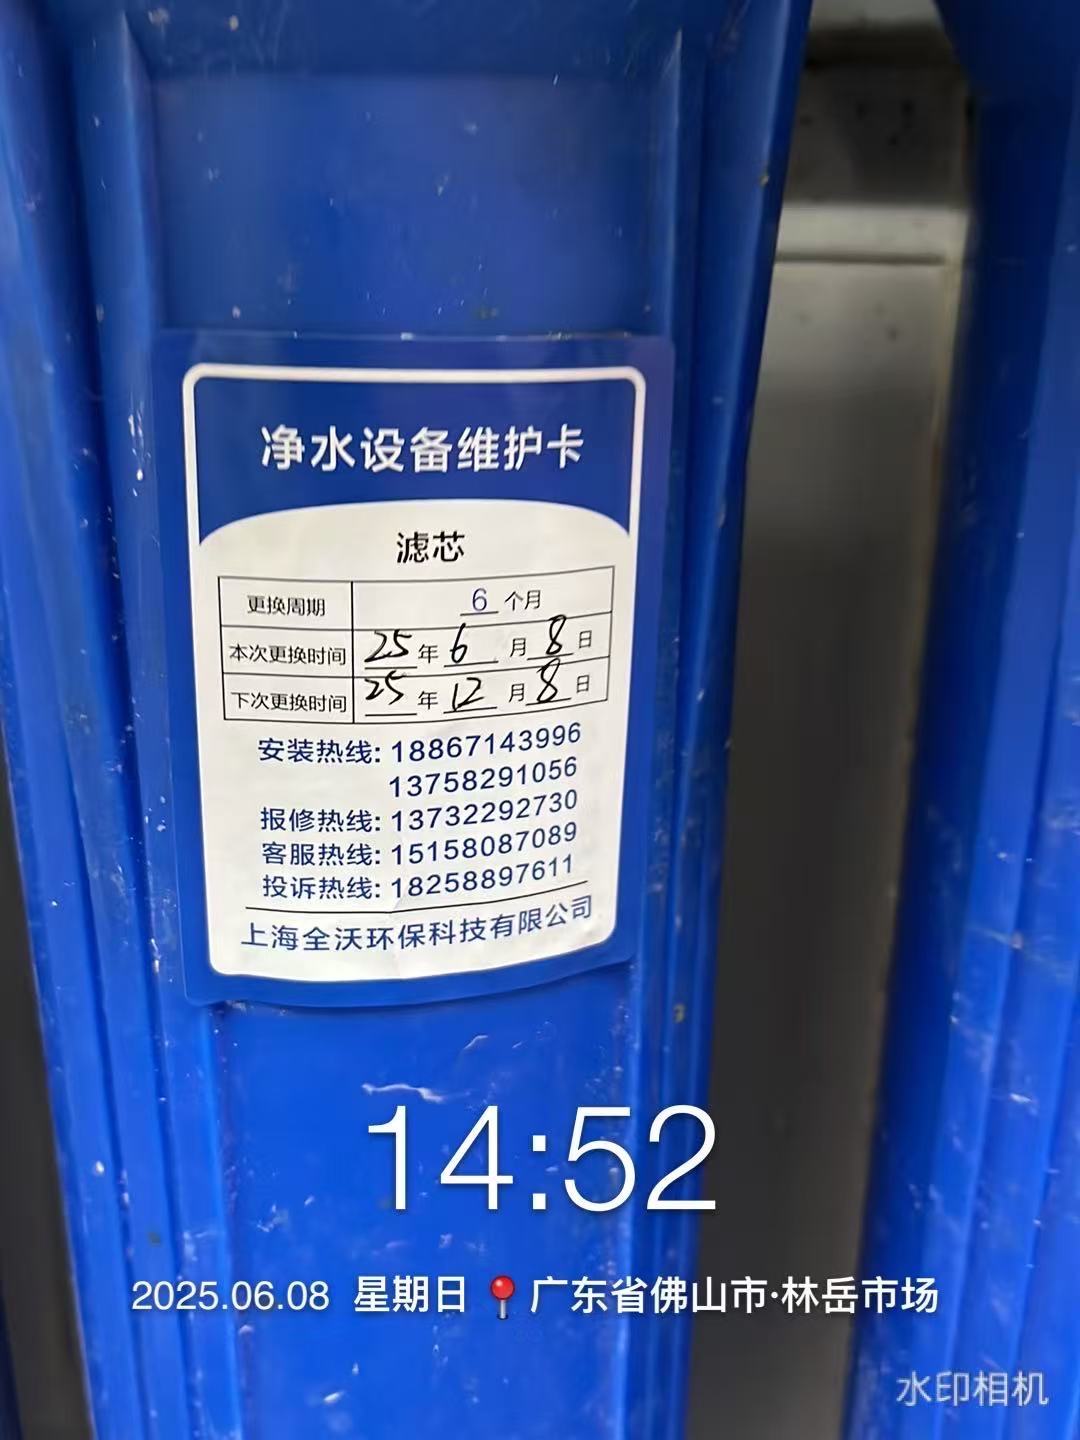 净水设备维护卡
滤芯
更换周期 6 个月
本次更换时间 25 年 6 月 8 日
下次更换时间 25 年 12 月 8 日
安装热线: 18867143996
13758291056
报修热线: 13732292730
客服热线: 15158087089
投诉热线: 18258897611
上海全沃环保科技有限公司
14:52
2025.06.08 星期日 📍广东省佛山市·林岳市场
水印相机